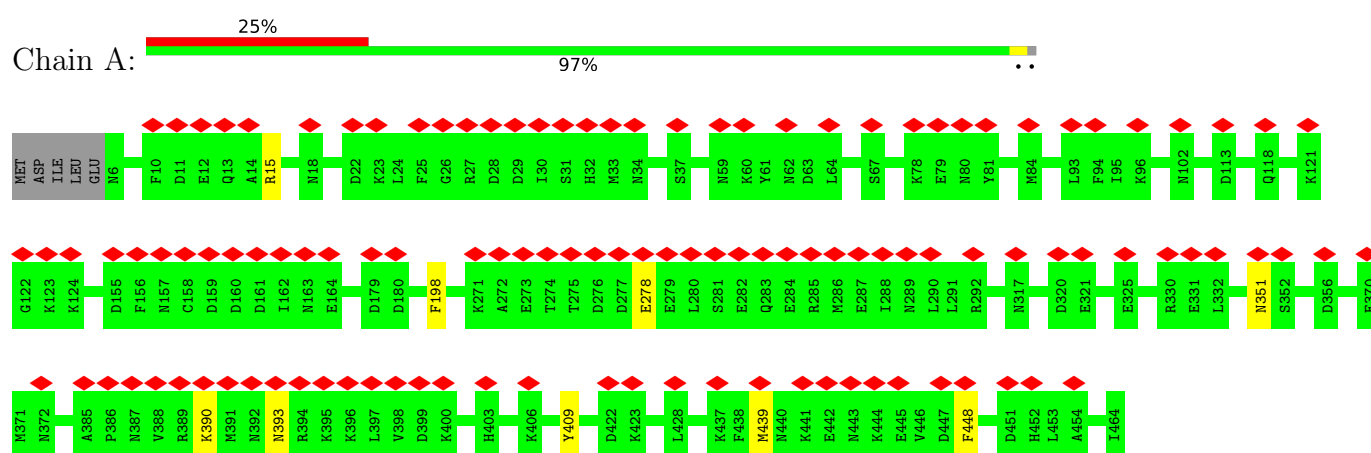 25%
Chain A:
97%
MET ASP ILE LEU GLU N6 F10 D11 E12 Q13 A14 R15 N18 D22 K23 L24 F25 G26 R27 D28 D29 I30 S31 H32 M33 N34 S37 N59 K60 Y61 N62 D63 L64 S67 K78 E79 N80 Y81 M84 L93 F94 I95 K96 N102 D113 Q118 K121
G122 K123 K124 D155 F156 N157 C158 D159 D160 D161 I162 N163 E164 D179 D180 F198 K271 A272 E273 T274 T275 D276 D277 E278 E279 L280 S281 E282 Q283 E284 R285 M286 E287 I288 N289 L290 L291 R292 N317 D320 E321 E325 R330 E331 L332 N351 S352 D356
M371 N372 A385 P386 N387 V388 R389 K390 M391 N392 N393 R394 K395 K396 L397 V398 D399 K400 H403 K406 Y409 D422 K423 L428 K437 F438 M439 N440 K441 E442 N443 K444 E445 V446 D447 F448 D451 H452 L453 A454 I464